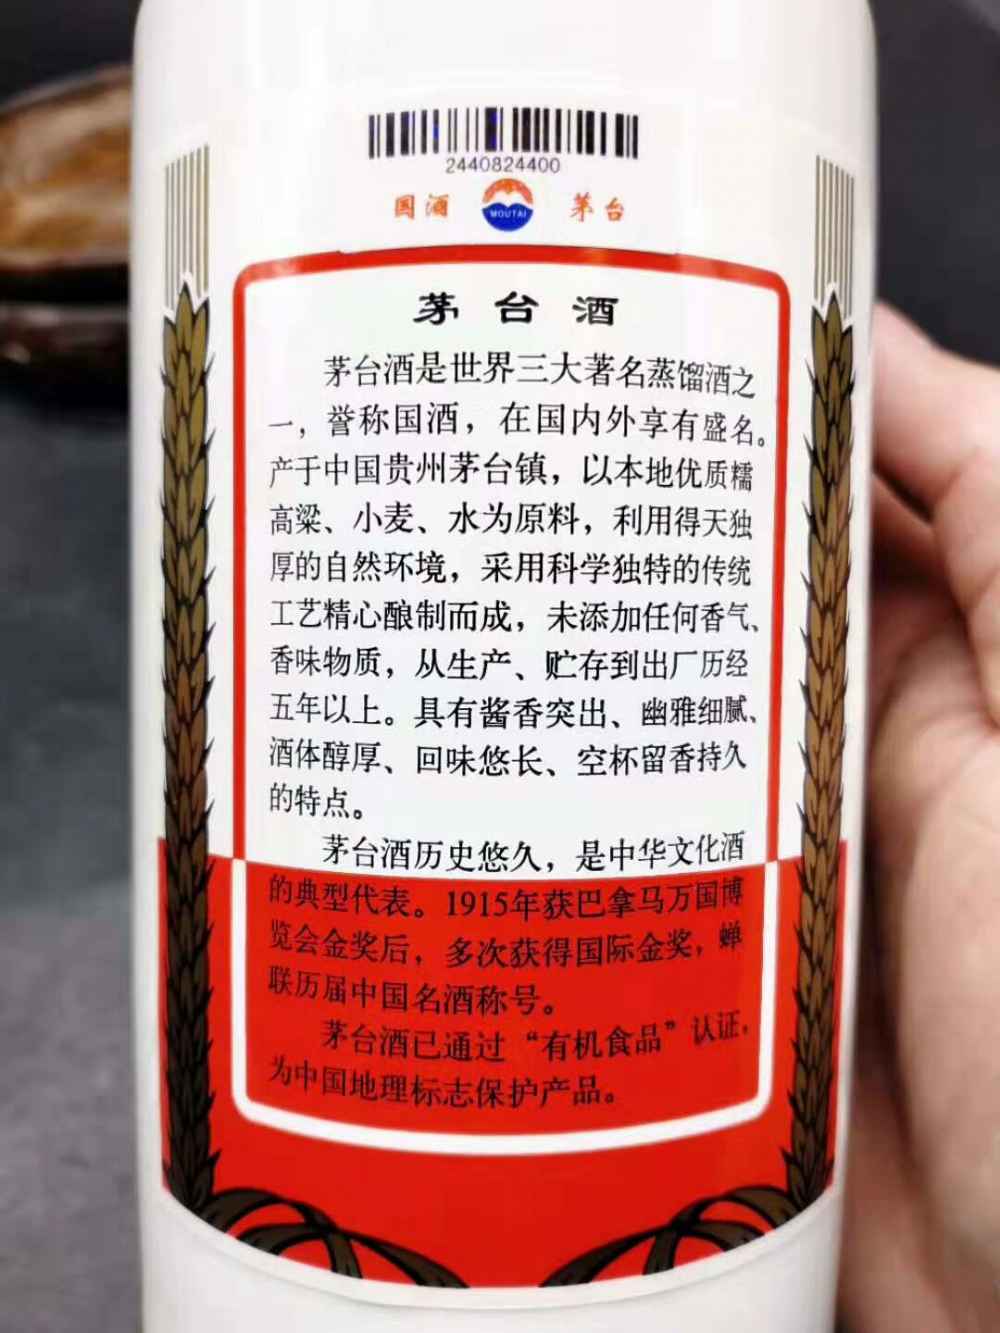 2440824400
国酒 MOUTAI 茅台
茅台酒
茅台酒是世界三大著名蒸馏酒之
一，誉称国酒，在国内外享有盛名。
产于中国贵州茅台镇，以本地优质糯
高粱、小麦、水为原料，利用得天独
厚的自然环境，采用科学独特的传统
工艺精心酿制而成，未添加任何香气、
香味物质，从生产、贮存到出厂历经
五年以上。具有酱香突出、幽雅细腻、
酒体醇厚、回味悠长、空杯留香持久
的特点。
茅台酒历史悠久，是中华文化酒
的典型代表。1915年获巴拿马万国博
览会金奖后，多次获得国际金奖，蝉
联历届中国名酒称号。
茅台酒已通过“有机食品”认证，
为中国地理标志保护产品。